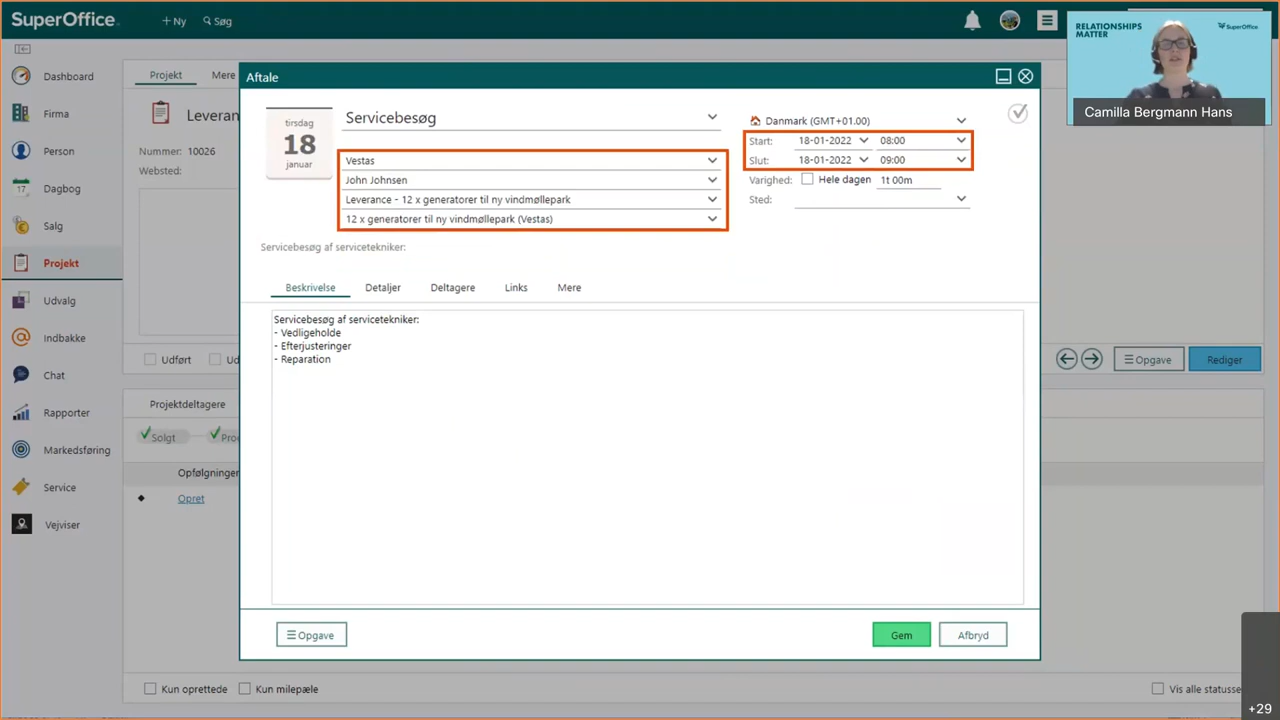 SuperOffice
+ Ny
Søg
RELATIONSHIPS
MATTER
SuperOffice
Camilla Bergmann Hans
Dashboard
Firma
Person
17
Dagbog
Salg
Projekt
Udvalg
Indbakke
Chat
Rapporter
Markedsføring
Service
Vejviser
Projekt
Mere
Leveran
Nummer: 10026
Websted:
Udført
Ud
Opgave
Rediger
Projektdeltagere
Solgt
Proc
Opfølgninger
Opret
Kun oprettede
Kun milepæle
Vis alle statusse
+29
Aftale
tirsdag
18
januar
Servicebesøg
Vestas
John Johnsen
Leverance - 12 x generatorer til ny vindmøllepark
12 x generatorer til ny vindmøllepark (Vestas)
Danmark (GMT+01.00)
Start: 18-01-2022 08:00
Slut: 18-01-2022 09:00
Varighed: Hele dagen 1t 00m
Sted:
Servicebesøg af servicetekniker:
Beskrivelse
Detaljer
Deltagere
Links
Mere
Servicebesøg af servicetekniker:
- Vedligeholde
- Efterjusteringer
- Reparation
Opgave
Gem
Afbryd